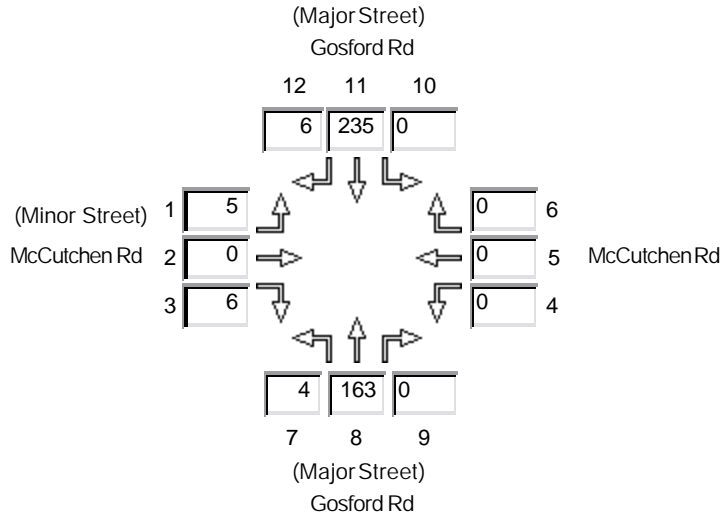 (Major Street)
Gosford Rd
12 11 10
6 235 0
(Minor Street) 1 5 0 6
McCutchen Rd 2 0 0 5 McCutchen Rd
3 6 0 4
4 163 0
7 8 9
(Major Street)
Gosford Rd